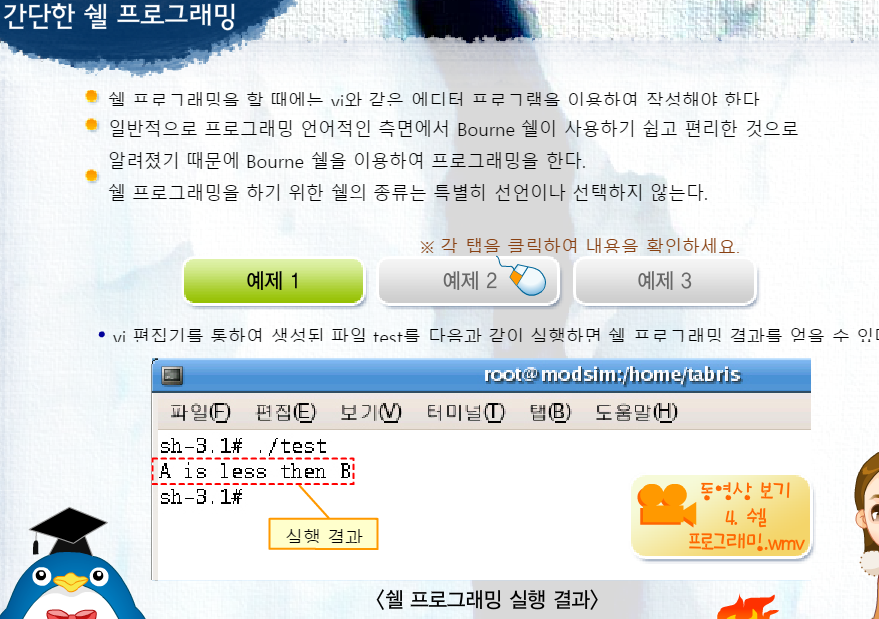 간단한 쉘 프로그래밍
쉘 프로그래밍을 할 때에는 vi와 같은 에디터 프로그램을 이용하여 작성해야 한다
일반적으로 프로그래밍 언어적인 측면에서 Bourne 쉘이 사용하기 쉽고 편리한 것으로
알려졌기 때문에 Bourne 쉘을 이용하여 프로그래밍을 한다.
쉘 프로그래밍을 하기 위한 쉘의 종류는 특별히 선언이나 선택하지 않는다.
※ 각 탭을 클릭하여 내용을 확인하세요.
예제 1 예제 2 예제 3
vi 편집기를 통하여 생성된 파일 test를 다음과 같이 실행하면 쉘 프로그래밍 결과를 얻을 수 있다
root@modsim:/home/tabris
파일(F) 편집(E) 보기(V) 터미널(T) 탭(B) 도움말(H)
sh-3.1# ./test
A is less then B
sh-3.1#
실행 결과
동영상 보기
4. 쉘
프로그래밍.wmv
〈쉘 프로그래밍 실행 결과〉